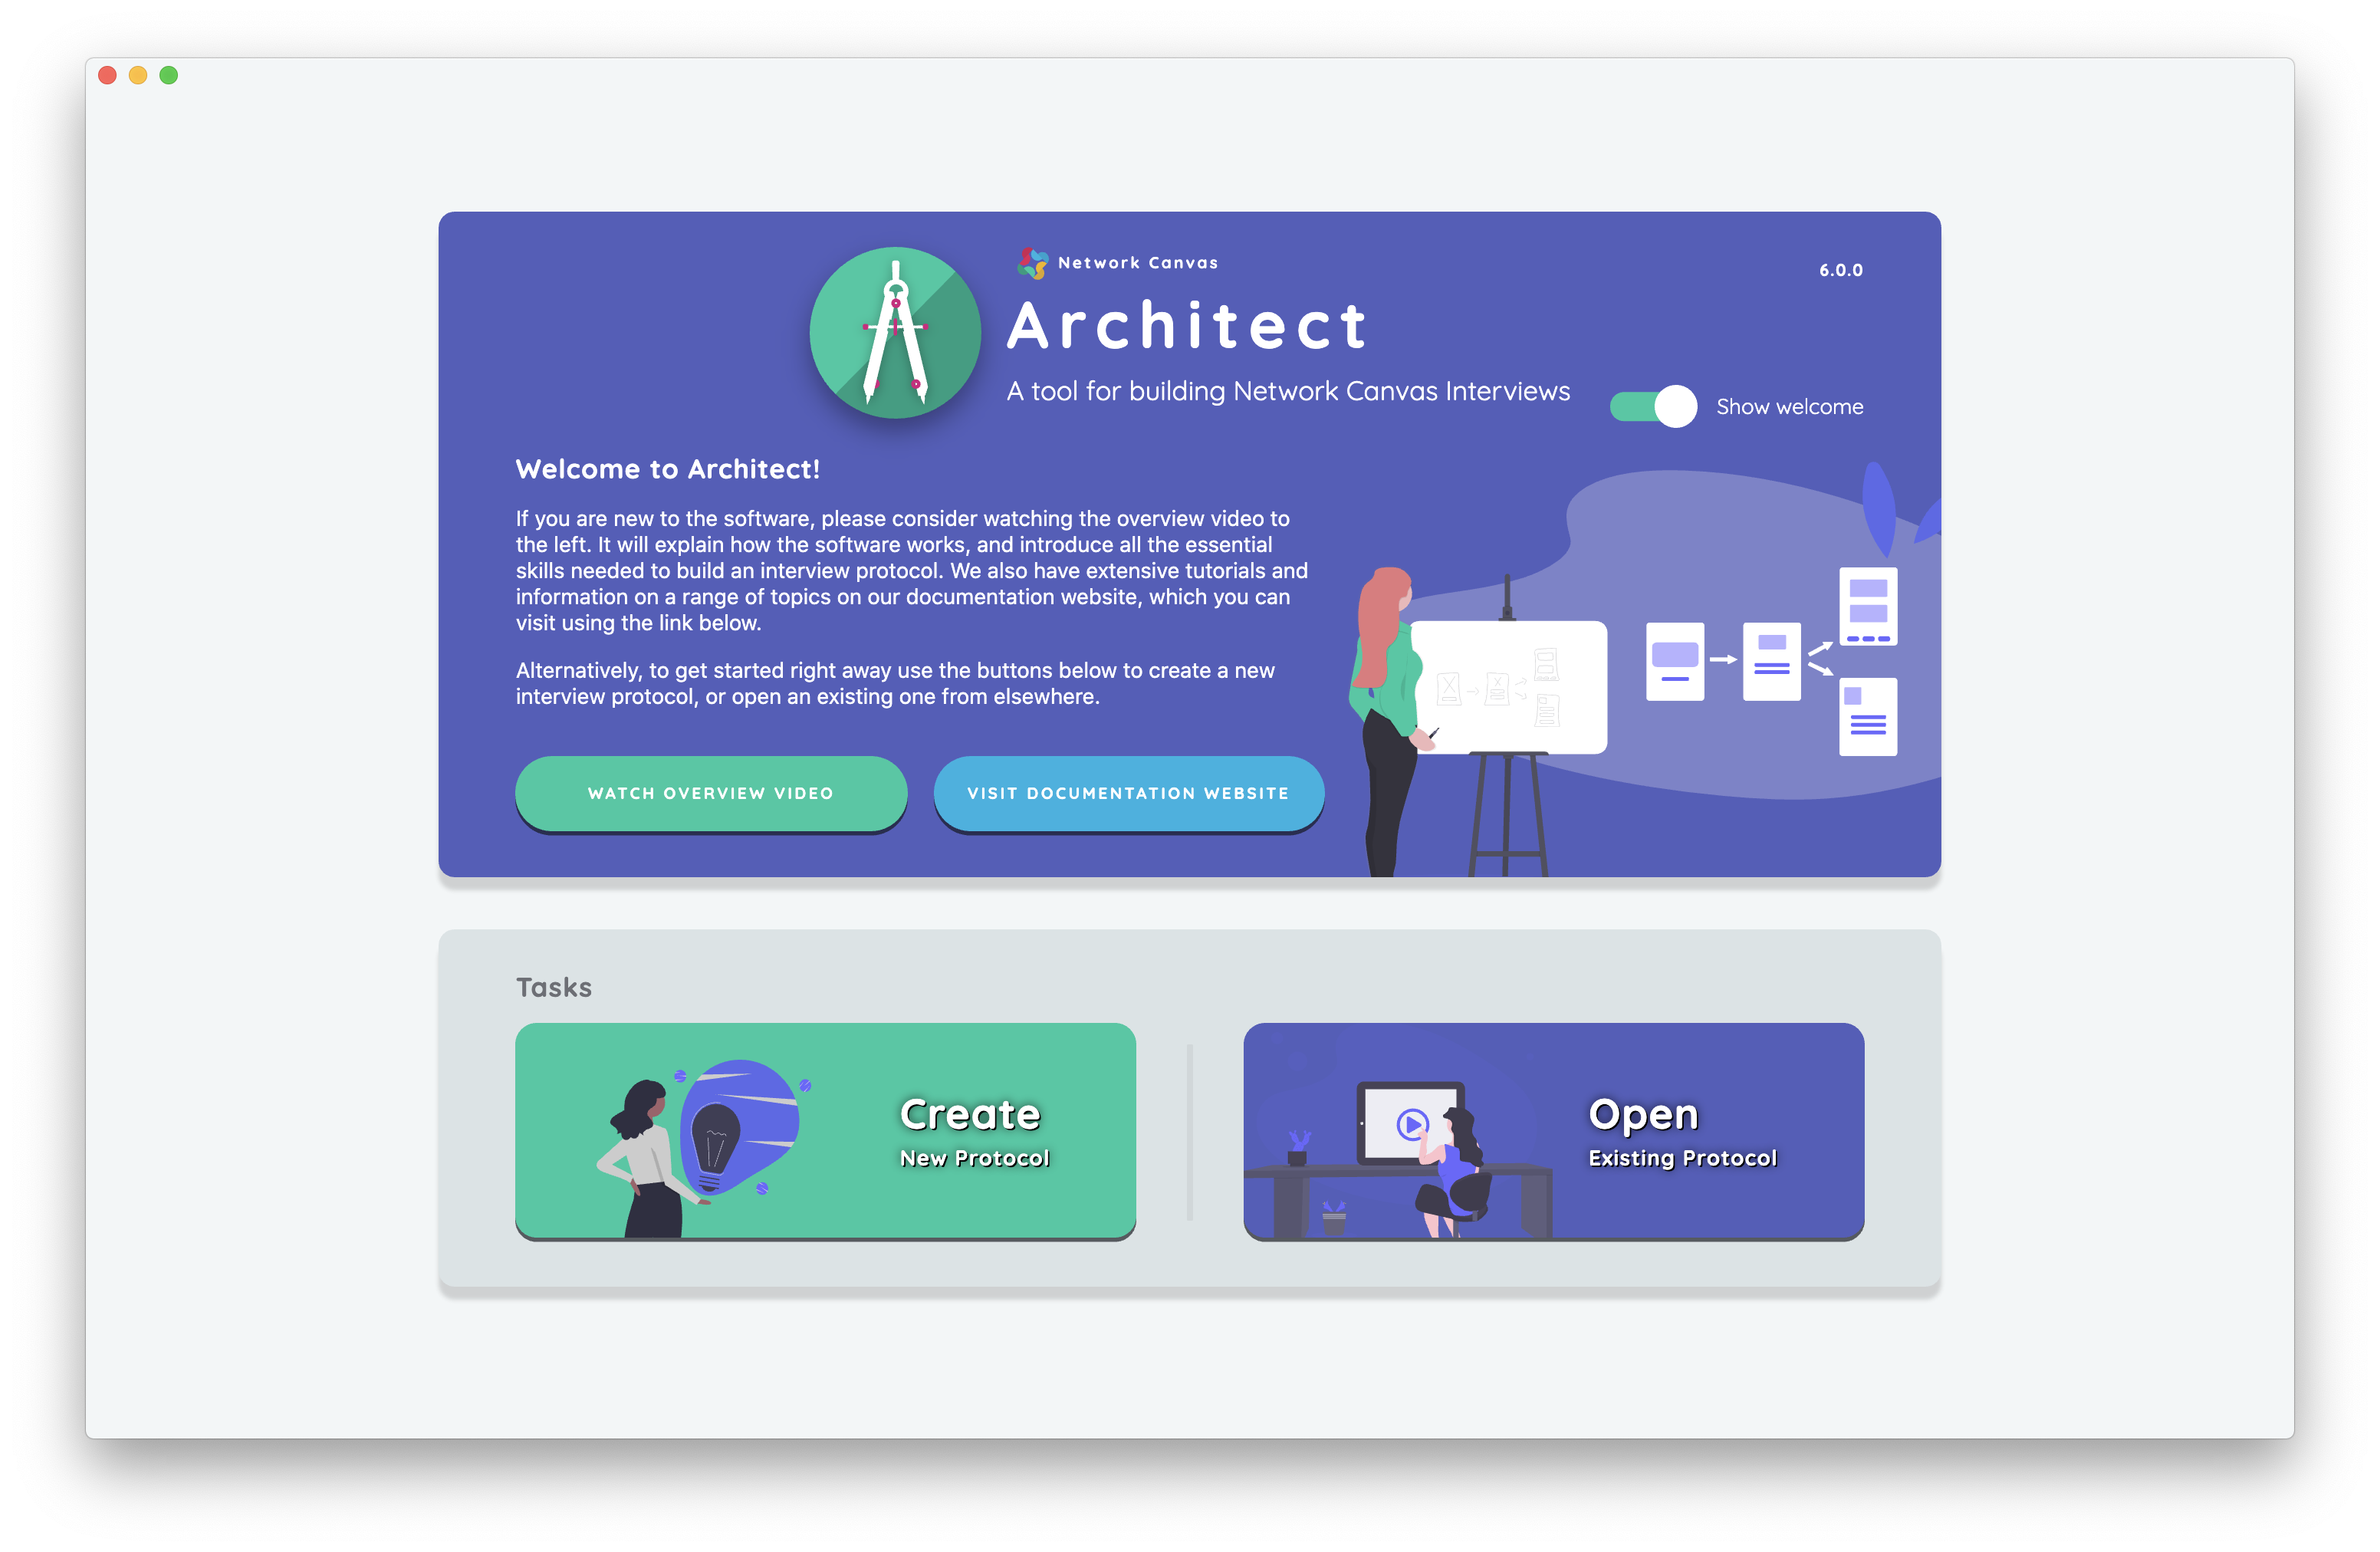 Network Canvas
6.0.0
Architect
A tool for building Network Canvas Interviews
Show welcome
Welcome to Architect!
If you are new to the software, please consider watching the overview video to
the left. It will explain how the software works, and introduce all the essential
skills needed to build an interview protocol. We also have extensive tutorials and
information on a range of topics on our documentation website, which you can
visit using the link below.
Alternatively, to get started right away use the buttons below to create a new
interview protocol, or open an existing one from elsewhere.
WATCH OVERVIEW VIDEO
VISIT DOCUMENTATION WEBSITE
Tasks
Create
New Protocol
Open
Existing Protocol